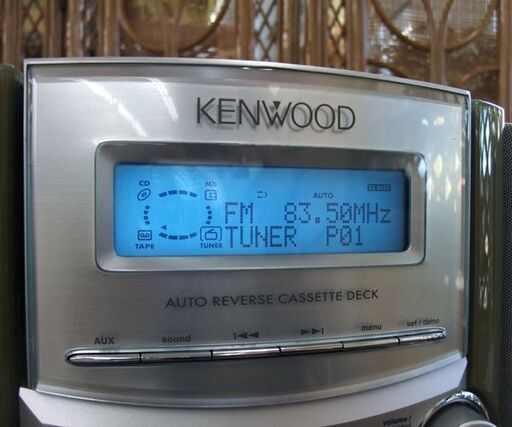 KENWOOD
CD MD AUTO
FM 83.50MHz
TUNER P01
TAPE TUNER
AUTO REVERSE CASSETTE DECK
AUX sound menu set / demo
volume /